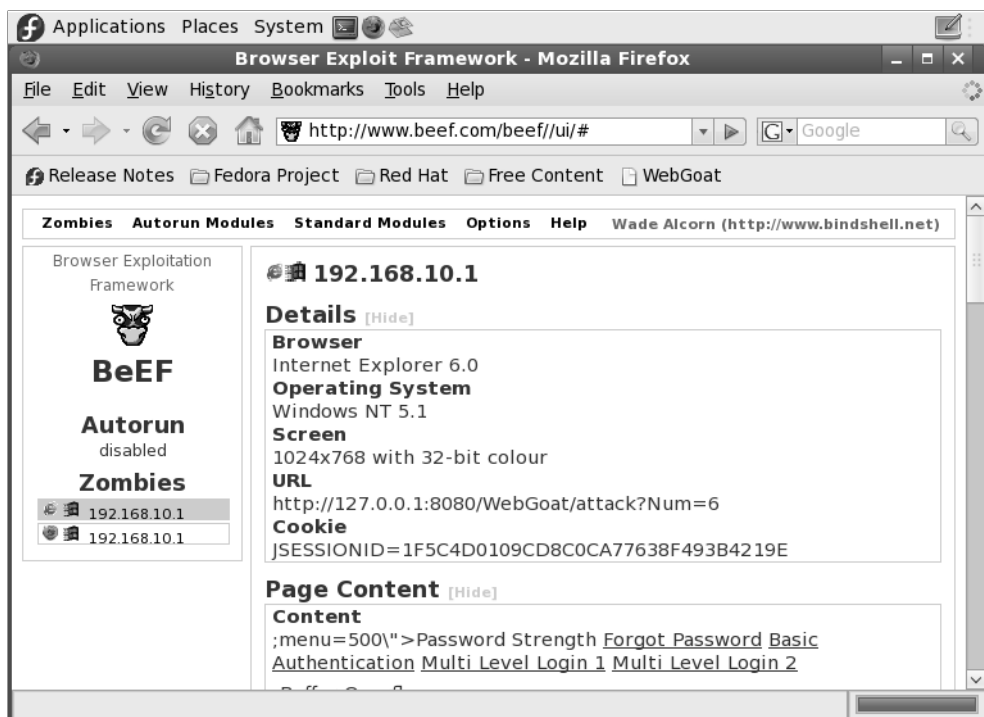 Applications Places System
Browser Exploit Framework - Mozilla Firefox
File Edit View History Bookmarks Tools Help
http://www.beef.com/beef//ui/#
G Google
Release Notes Fedora Project Red Hat Free Content WebGoat
Zombies Autorun Modules Standard Modules Options Help Wade Alcorn (http://www.bindshell.net)
Browser Exploitation
Framework
BeEF
Autorun
disabled
Zombies
192.168.10.1
192.168.10.1
192.168.10.1
Details [Hide]
Browser
Internet Explorer 6.0
Operating System
Windows NT 5.1
Screen
1024x768 with 32-bit colour
URL
http://127.0.0.1:8080/WebGoat/attack?Num=6
Cookie
JSESSIONID=1F5C4D0109CD8C0CA77638F493B4219E
Page Content [Hide]
Content
;menu=500\">Password Strength Forgot Password Basic
Authentication Multi Level Login 1 Multi Level Login 2